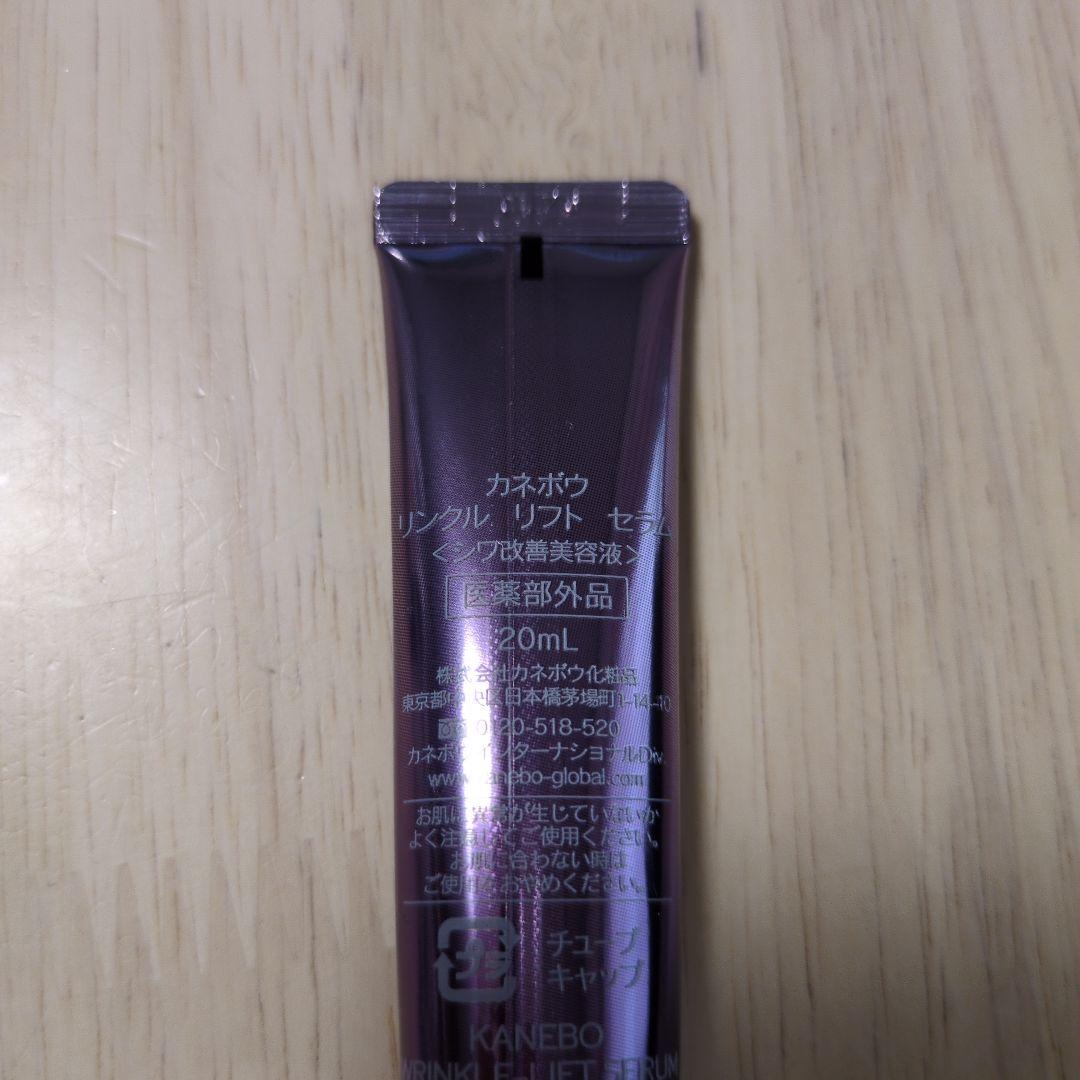 カネボウ
リンクル リフト セラム
<シワ改善美容液>
医薬部外品
20mL
株式会社カネボウ化粧品
東京都中央区日本橋茅場町1-14-10
0120-518-520
カネボウインターナショナルDiv.
www.kanebo-global.com
お肌に異常が生じていないか
よく注意してご使用ください。
お肌に合わない時は
ご使用をおやめください。
プラ
チューブ
キャップ
KANEBO
WRINKLE LIFT SERUM